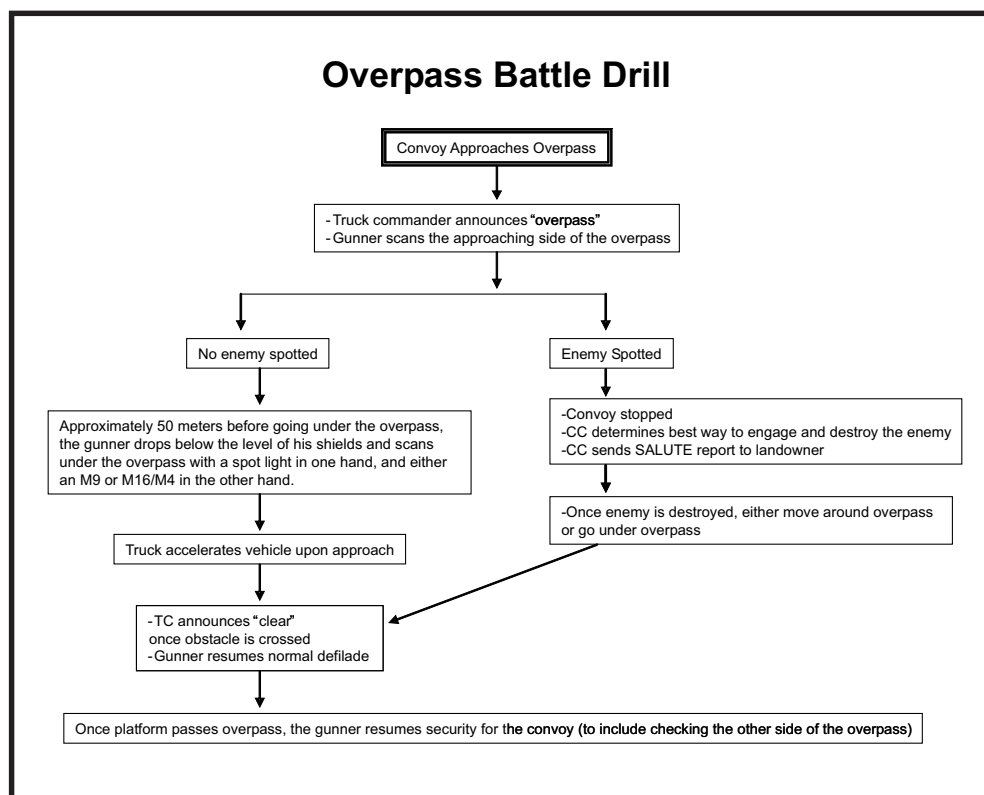 Overpass Battle Drill
Convoy Approaches Overpass
- Truck commander announces “overpass”
- Gunner scans the approaching side of the overpass
No enemy spotted
Enemy Spotted
Approximately 50 meters before going under the overpass,
the gunner drops below the level of his shields and scans
under the overpass with a spot light in one hand, and either
an M9 or M16/M4 in the other hand.
-Convoy stopped
-CC determines best way to engage and destroy the enemy
-CC sends SALUTE report to landowner
-Once enemy is destroyed, either move around overpass
or go under overpass
Truck accelerates vehicle upon approach
-TC announces “clear”
once obstacle is crossed
-Gunner resumes normal defilade
Once platform passes overpass, the gunner resumes security for the convoy (to include checking the other side of the overpass)